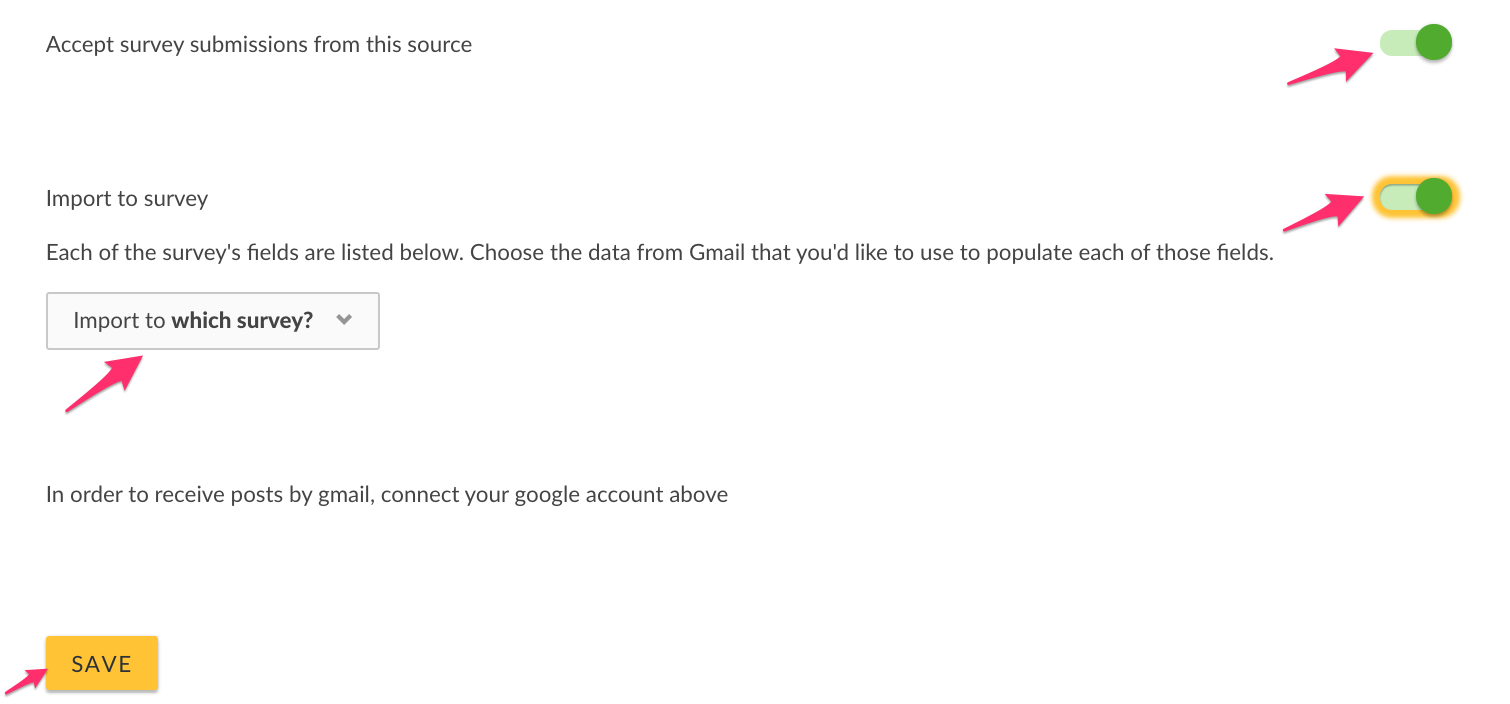 Accept survey submissions from this source
Import to survey
Each of the survey's fields are listed below. Choose the data from Gmail that you'd like to use to populate each of those fields.
Import to which survey?
In order to receive posts by gmail, connect your google account above
SAVE